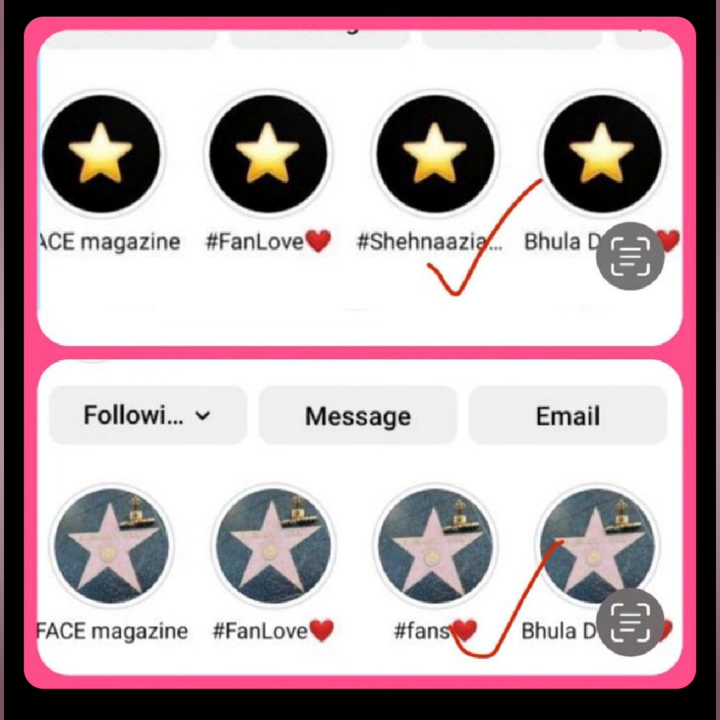 ACE magazine #FanLove❤️ #Shehnaazia... Bhula D
Followi... Message Email
FACE magazine #FanLove❤️ #fans❤️ Bhula D